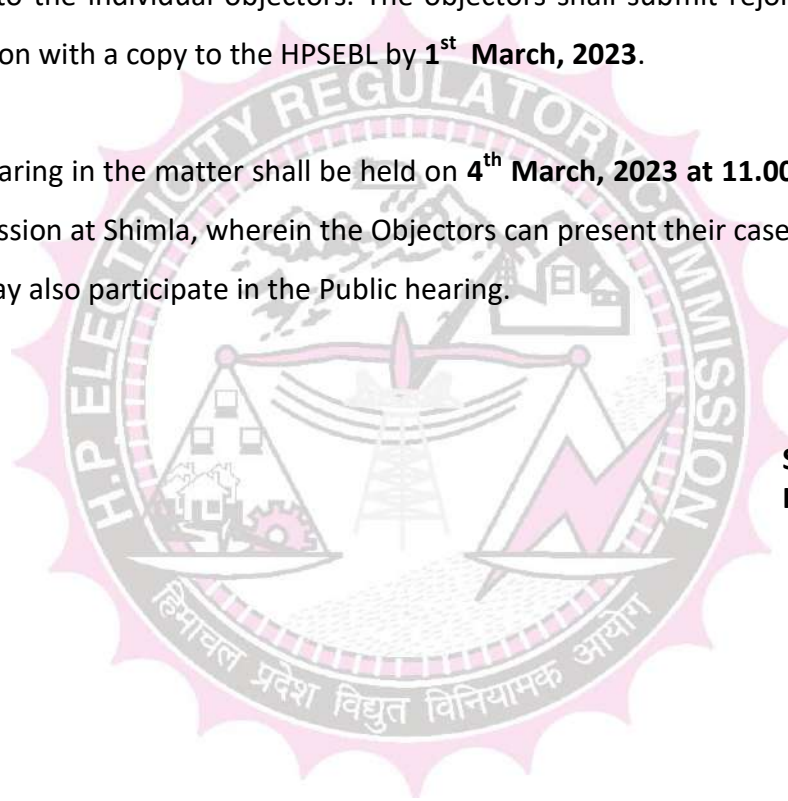 to the individual objectors. The objectors shall submit rejoi
on with a copy to the HPSEBL by 1st March, 2023.
aring in the matter shall be held on 4th March, 2023 at 11.00
ssion at Shimla, wherein the Objectors can present their case
ay also participate in the Public hearing.
H.P. ELECTRICITY REGULATORY COMMISSION
हिमाचल प्रदेश विद्युत विनियामक आयोग